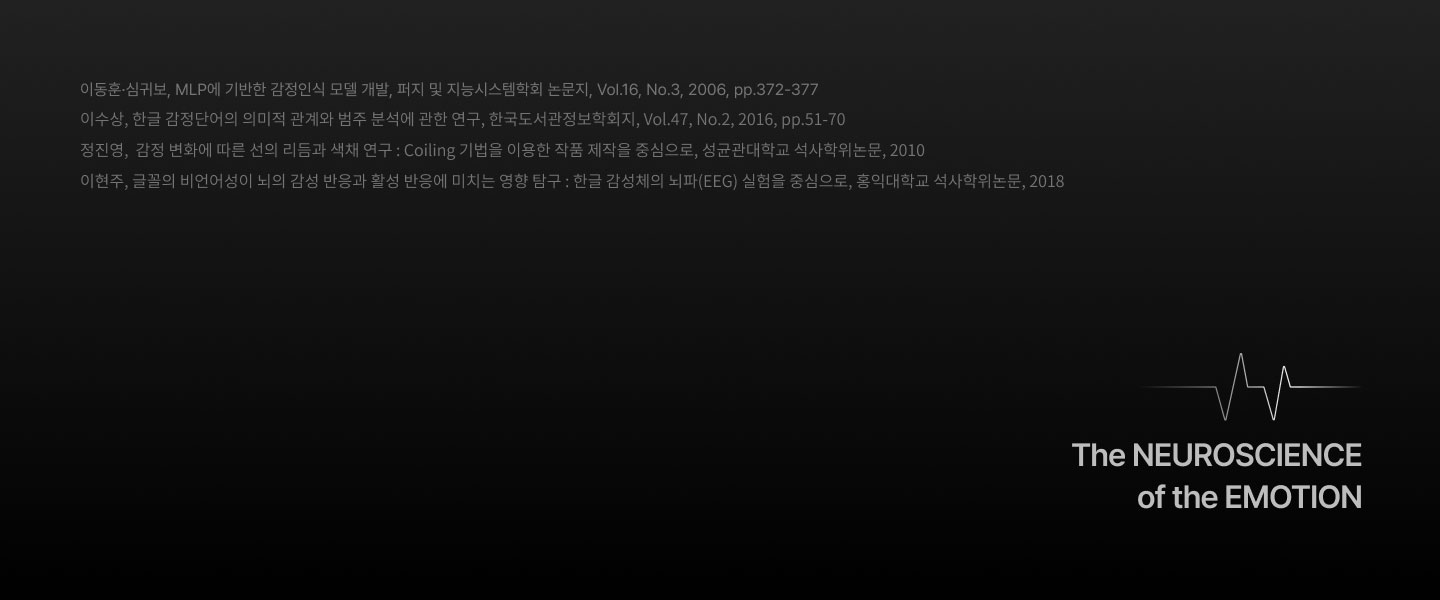 이동훈·심귀보, MLP에 기반한 감정인식 모델 개발, 퍼지 및 지능시스템학회 논문지, Vol.16, No.3, 2006, pp.372-377
이수상, 한글 감정단어의 의미적 관계와 범주 분석에 관한 연구, 한국도서관정보학회지, Vol.47, No.2, 2016, pp.51-70
정진영, 감정 변화에 따른 선의 리듬과 색채 연구 : Coiling 기법을 이용한 작품 제작을 중심으로, 성균관대학교 석사학위논문, 2010
이현주, 글꼴의 비언어성이 뇌의 감성 반응과 활성 반응에 미치는 영향 탐구 : 한글 감성체의 뇌파(EEG) 실험을 중심으로, 홍익대학교 석사학위논문, 2018
The NEUROSCIENCE
of the EMOTION